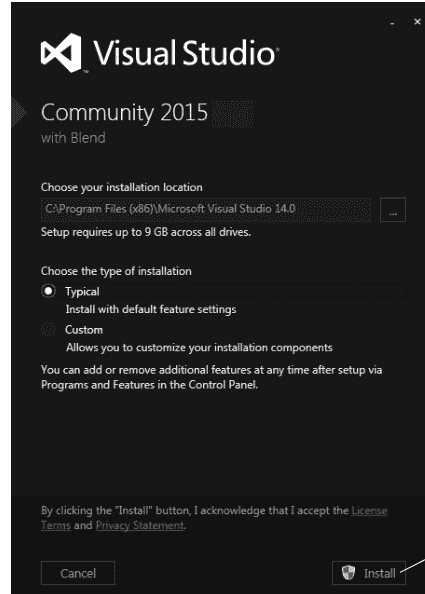 Visual Studio
Community 2015
with Blend
Choose your installation location
C:\Program Files (x86)\Microsoft Visual Studio 14.0
...
Setup requires up to 9 GB across all drives.
Choose the type of installation
Typical
Install with default feature settings
Custom
Allows you to customize your installation components
You can add or remove additional features at any time after setup via
Programs and Features in the Control Panel.
By clicking the "Install" button, I acknowledge that I accept the License
Terms and Privacy Statement.
Cancel
Install